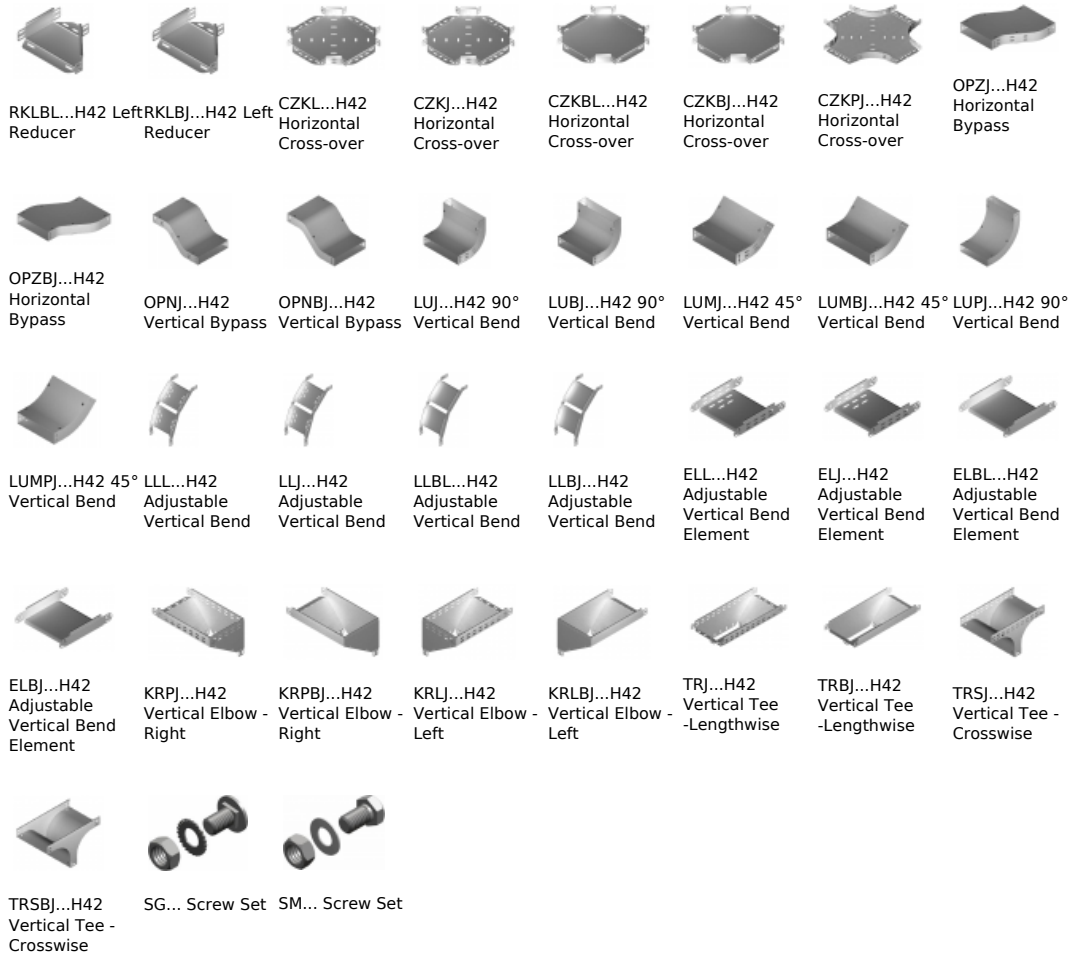 RKLBL...H42 Left
Reducer
RKLBJ...H42 Left
Reducer
CZKL...H42
Horizontal
Cross-over
CZKJ...H42
Horizontal
Cross-over
CZKBL...H42
Horizontal
Cross-over
CZKBJ...H42
Horizontal
Cross-over
CZKPJ...H42
Horizontal
Cross-over
OPZJ...H42
Horizontal
Bypass
OPZBJ...H42
Horizontal
Bypass
OPNJ...H42
Vertical Bypass
OPNBJ...H42
Vertical Bypass
LUJ...H42 90°
Vertical Bend
LUBJ...H42 90°
Vertical Bend
LUMJ...H42 45°
Vertical Bend
LUMBJ...H42 45°
Vertical Bend
LUPJ...H42 90°
Vertical Bend
LUMPJ...H42 45°
Vertical Bend
LLL...H42
Adjustable
Vertical Bend
LLJ...H42
Adjustable
Vertical Bend
LLBL...H42
Adjustable
Vertical Bend
LLBJ...H42
Adjustable
Vertical Bend
ELL...H42
Adjustable
Vertical Bend
Element
ELJ...H42
Adjustable
Vertical Bend
Element
ELBL...H42
Adjustable
Vertical Bend
Element
ELBJ...H42
Adjustable
Vertical Bend
Element
KRPJ...H42
Vertical Elbow -
Right
KRPBJ...H42
Vertical Elbow -
Right
KRLJ...H42
Vertical Elbow -
Left
KRLBJ...H42
Vertical Elbow -
Left
TRJ...H42
Vertical Tee
-Lengthwise
TRBJ...H42
Vertical Tee
-Lengthwise
TRSJ...H42
Vertical Tee -
Crosswise
TRSBJ...H42
Vertical Tee -
Crosswise
SG... Screw Set
SM... Screw Set